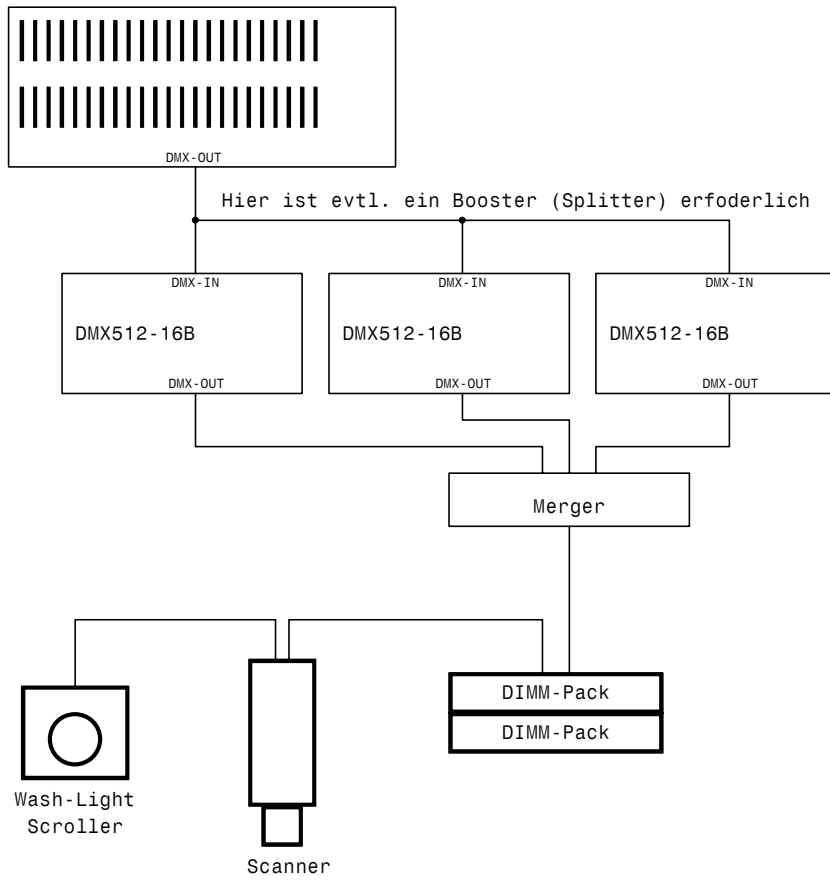 DMX-OUT
Hier ist evtl. ein Booster (Splitter) erfoderlich
DMX-IN
DMX-IN
DMX-IN
DMX512-16B
DMX512-16B
DMX512-16B
DMX-OUT
DMX-OUT
DMX-OUT
Merger
DIMM-Pack
DIMM-Pack
Wash-Light
Scroller
Scanner